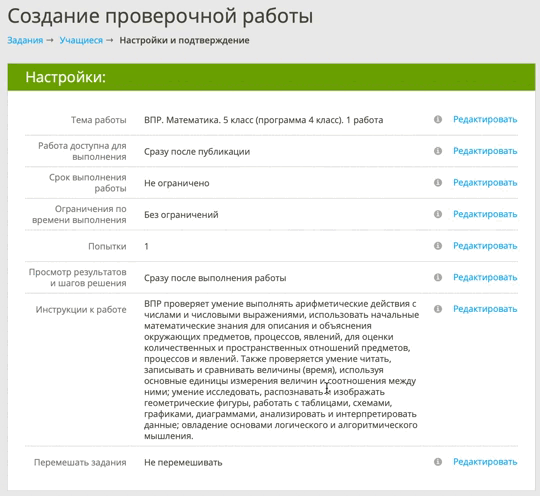 Создание проверочной работы
Задания → Учащиеся → Настройки и подтверждение
Настройки:
Тема работы ВПР. Математика. 5 класс (программа 4 класс). 1 работа Редактировать
Работа доступна для
выполнения Сразу после публикации Редактировать
Срок выполнения
работы Не ограничено Редактировать
Ограничения по
времени выполнения Без ограничений Редактировать
Попытки 1 Редактировать
Просмотр результатов
и шагов решения Сразу после выполнения работы Редактировать
Инструкции к работе ВПР проверяет умение выполнять арифметические действия с Редактировать
числами и числовыми выражениями, использовать начальные
математические знания для описания и объяснения
окружающих предметов, процессов, явлений, для оценки
количественных и пространственных отношений предметов,
процессов и явлений. Также проверяется умение читать,
записывать и сравнивать величины (время), используя
основные единицы измерения величин и соотношения между
ними; умение исследовать, распознавать и изображать
геометрические фигуры, работать с таблицами, схемами,
графиками, диаграммами, анализировать и интерпретировать
данные; овладение основами логического и алгоритмического
мышления.
Перемешать задания Не перемешивать Редактировать